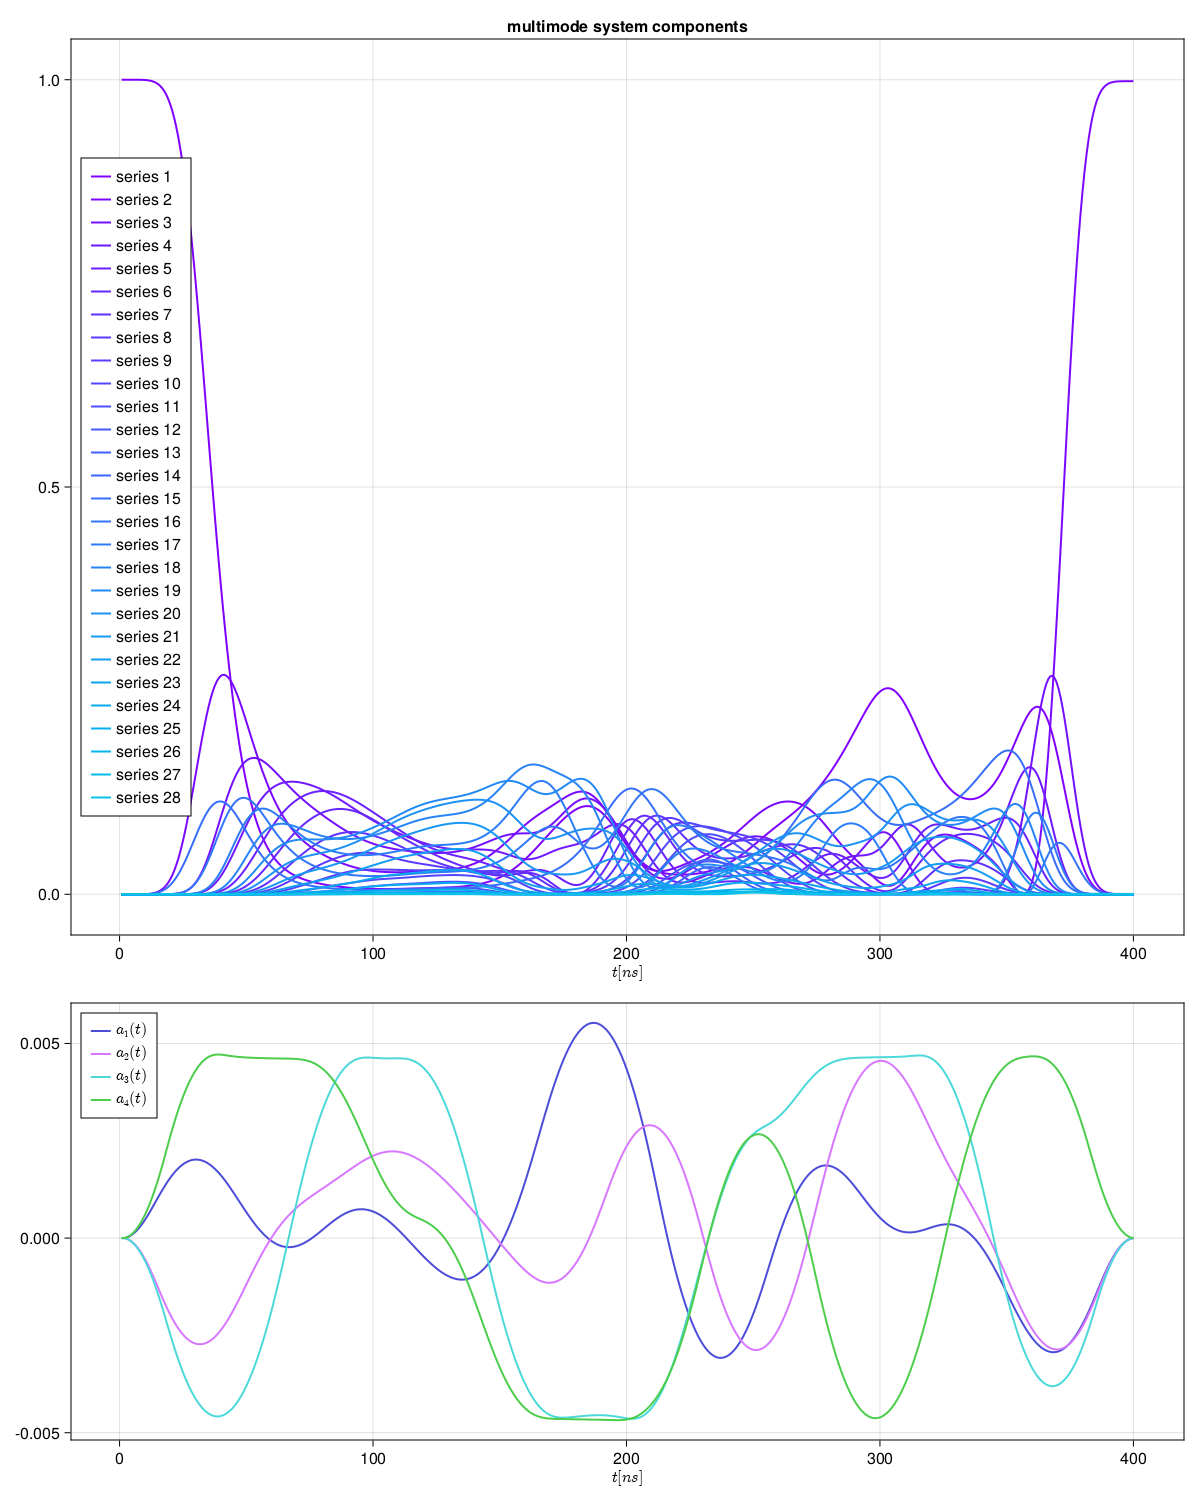 multimode system components
1.0
series 1
series 2
series 3
series 4
series 5
series 6
series 7
series 8
series 9
series 10
series 11
series 12
series 13
series 14
series 15
series 16
series 17
series 18
series 19
series 20
series 21
series 22
series 23
series 24
series 25
series 26
series 27
series 28
0.5
0.0
0 100 200 300 400
t[ns]
a₁(t)
a₂(t)
a₃(t)
a₄(t)
0.005
0.000
-0.005
0 100 200 300 400
t[ns]